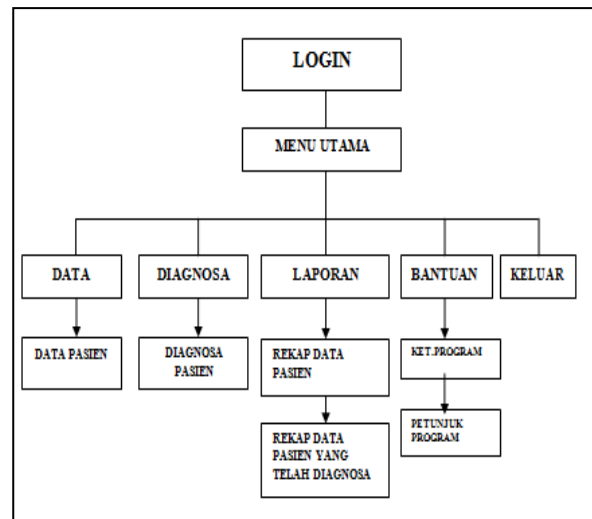 LOGIN
MENU UTAMA
DATA
DIAGNOSA
LAPORAN
BANTUAN
KELUAR
DATA PASIEN
DIAGNOSA
PASIEN
REKAP DATA
PASIEN
KET.PROGRAM
REKAP DATA
PASIEN YANG
TELAH DIAGNOSA
PETUNJUK
PROGRAM